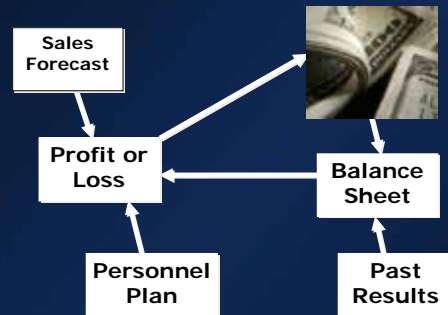 Sales
Forecast
Profit or
Loss
Balance
Sheet
Personnel
Plan
Past
Results